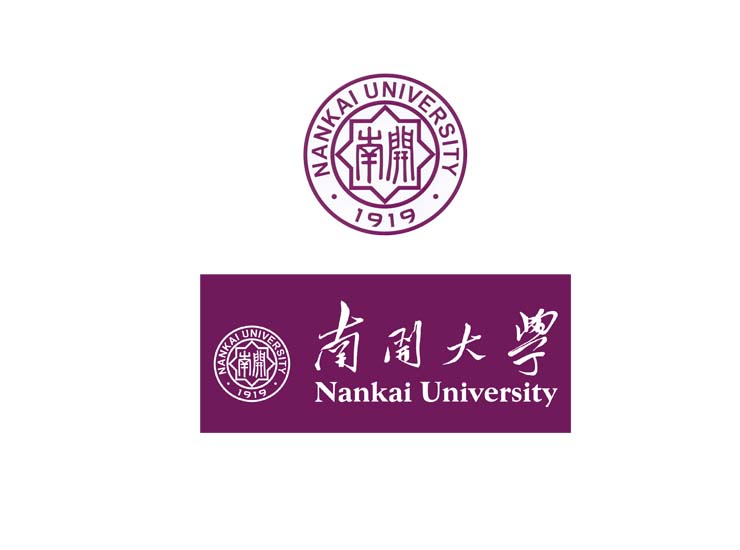 NANKAI UNIVERSITY
南開
· 1919 ·
NANKAI UNIVERSITY
南開
· 1919 ·
南開大學
Nankai University